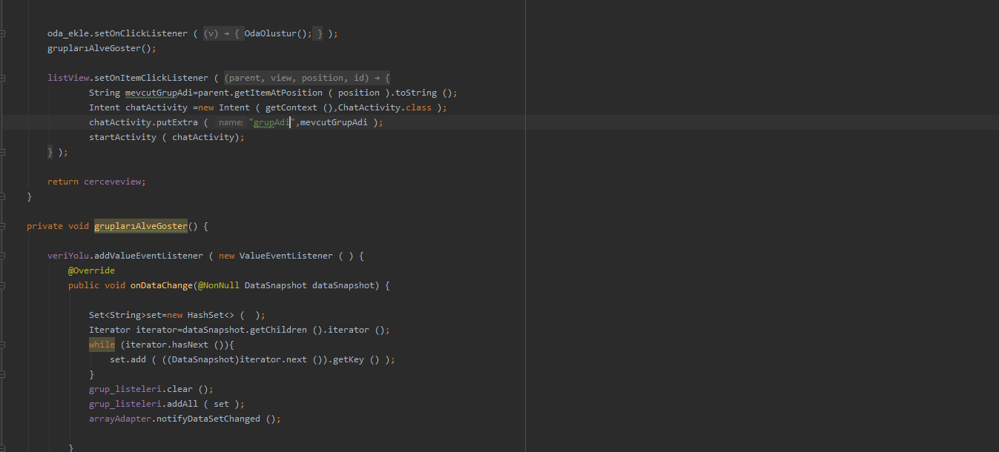 oda_ekle.setOnClickListener ( (v) → { OdaOlustur(); } );
gruplarıAlveGoster();
listView.setOnItemClickListener ( (parent, view, position, id) → {
String mevcutGrupAdi=parent.getItemAtPosition ( position ).toString ();
Intent chatActivity =new Intent ( getContext (),ChatActivity.class );
chatActivity.putExtra ( name: "grupAdi",mevcutGrupAdi );
startActivity ( chatActivity);
} );
return cerceveview;
}
private void gruplarıAlveGoster() {
veriYolu.addValueEventListener ( new ValueEventListener ( ) {
@Override
public void onDataChange(@NonNull DataSnapshot dataSnapshot) {
Set<String>set=new HashSet<> (  );
Iterator iterator=dataSnapshot.getChildren ().iterator ();
while (iterator.hasNext ()){
set.add ( ((DataSnapshot)iterator.next ()).getKey () );
}
grup_listeleri.clear ();
grup_listeleri.addAll ( set );
arrayAdapter.notifyDataSetChanged ();
}